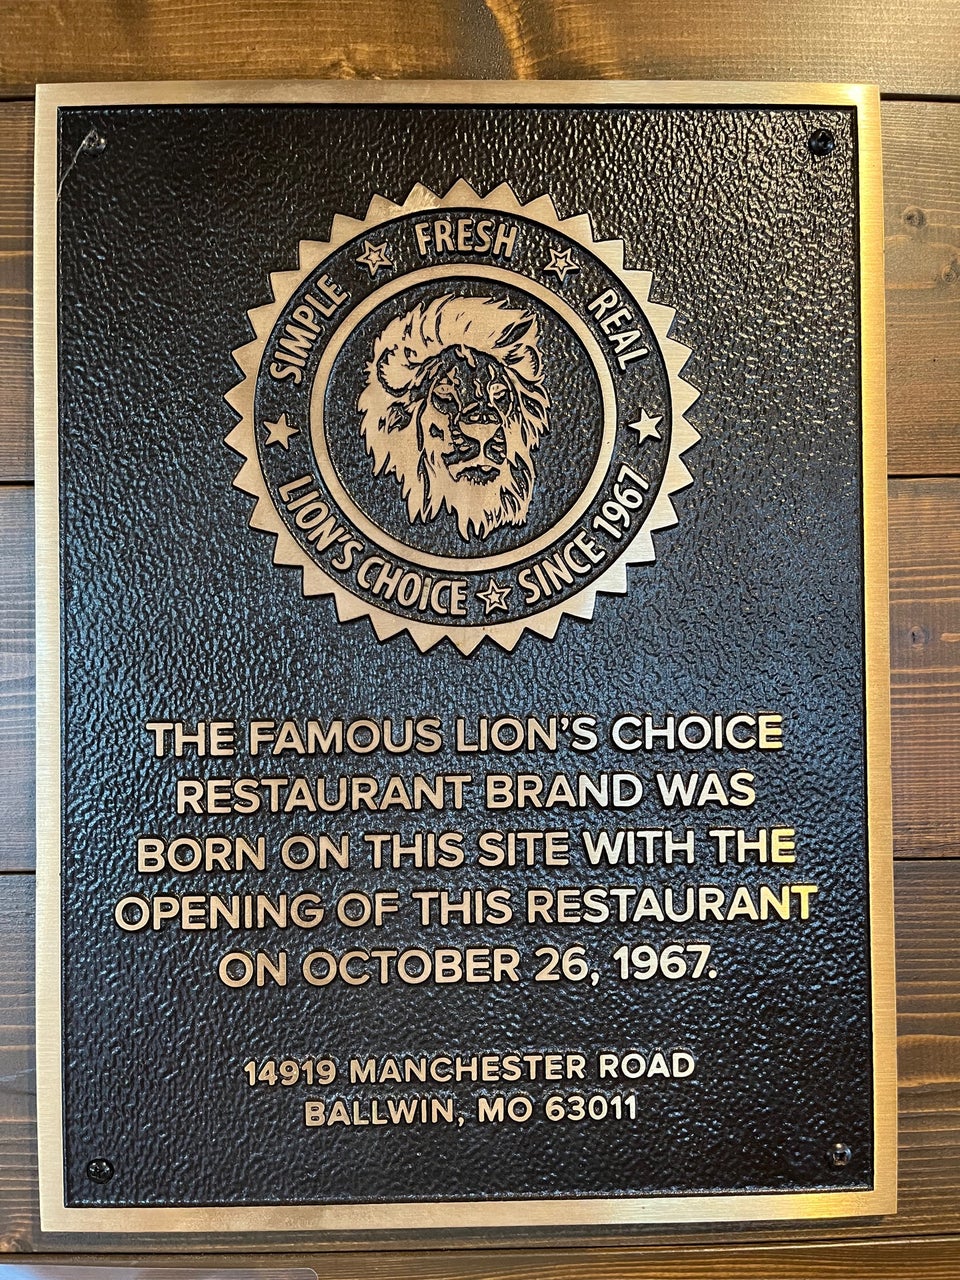 SIMPLE ☆ FRESH ☆ REAL
★ LION'S CHOICE ☆ SINCE 1967 ★
THE FAMOUS LION'S CHOICE
RESTAURANT BRAND WAS
BORN ON THIS SITE WITH THE
OPENING OF THIS RESTAURANT
ON OCTOBER 26, 1967.
14919 MANCHESTER ROAD
BALLWIN, MO 63011